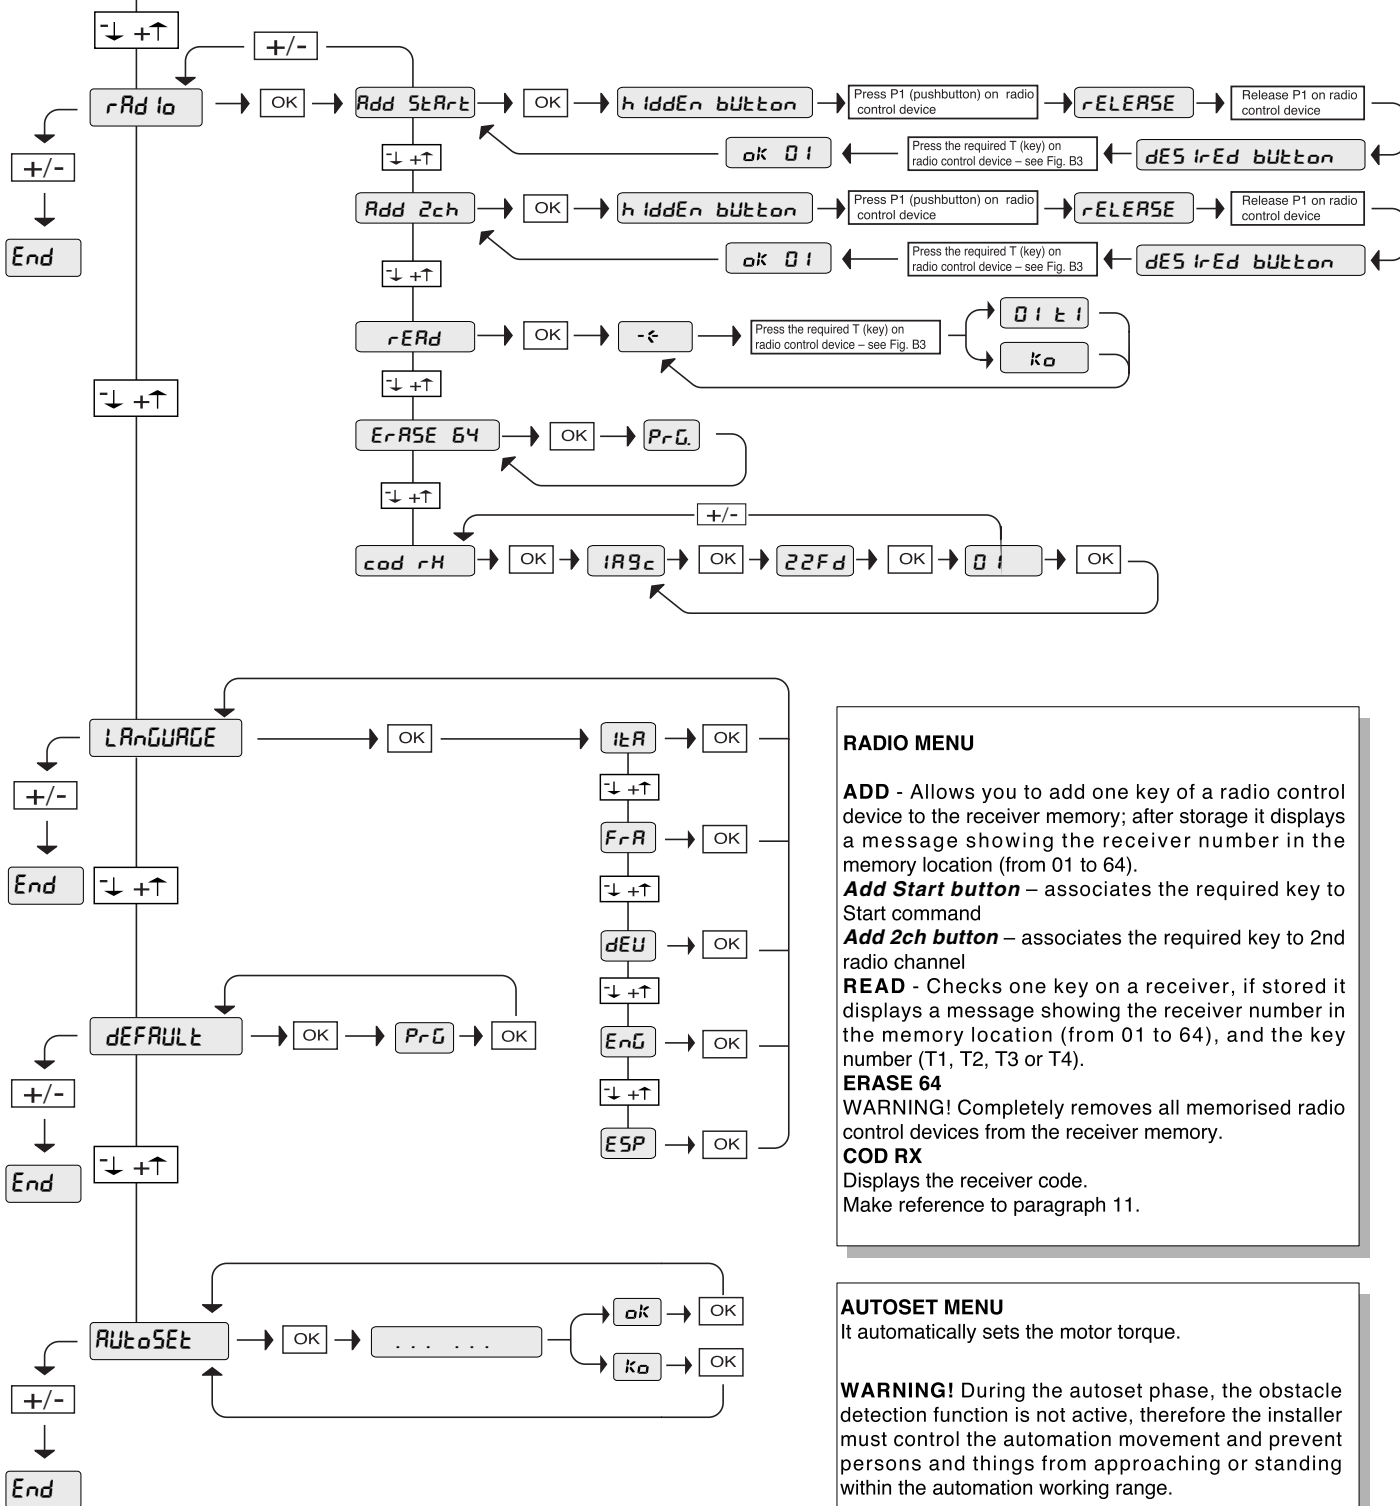 -↓ +↑
+/-
rAdIo
OK
Add StArt
OK
hIddEn bUtton
Press P1 (pushbutton) on radio
control device
rELEASE
Release P1 on radio
control device
-↓ +↑
ok 01
Press the required T (key) on
radio control device – see Fig. B3
dESIrEd bUtton
+/-
End
Add 2ch
OK
hIddEn bUtton
Press P1 (pushbutton) on radio
control device
rELEASE
Release P1 on radio
control device
-↓ +↑
ok 01
Press the required T (key) on
radio control device – see Fig. B3
dESIrEd bUtton
rEAd
OK
-<
Press the required T (key) on
radio control device – see Fig. B3
01 t1
Ko
-↓ +↑
-↓ +↑
ErASE 64
OK
PrG.
-↓ +↑
+/-
cod rH
OK
1A9c
OK
22Fd
OK
01
OK
LAnGUAGE
OK
ItA
OK
+/-
End
-↓ +↑
-↓ +↑
FrA
OK
-↓ +↑
dEU
OK
-↓ +↑
EnG
OK
-↓ +↑
ESP
OK
dEFAULt
OK
PrG
OK
+/-
End
-↓ +↑
AUtoSEt
OK
... ...
oK
OK
Ko
OK
+/-
End
RADIO MENU
ADD - Allows you to add one key of a radio control
device to the receiver memory; after storage it displays
a message showing the receiver number in the
memory location (from 01 to 64).
Add Start button – associates the required key to
Start command
Add 2ch button – associates the required key to 2nd
radio channel
READ - Checks one key on a receiver, if stored it
displays a message showing the receiver number in
the memory location (from 01 to 64), and the key
number (T1, T2, T3 or T4).
ERASE 64
WARNING! Completely removes all memorised radio
control devices from the receiver memory.
COD RX
Displays the receiver code.
Make reference to paragraph 11.
AUTOSET MENU
It automatically sets the motor torque.
WARNING! During the autoset phase, the obstacle
detection function is not active, therefore the installer
must control the automation movement and prevent
persons and things from approaching or standing
within the automation working range.